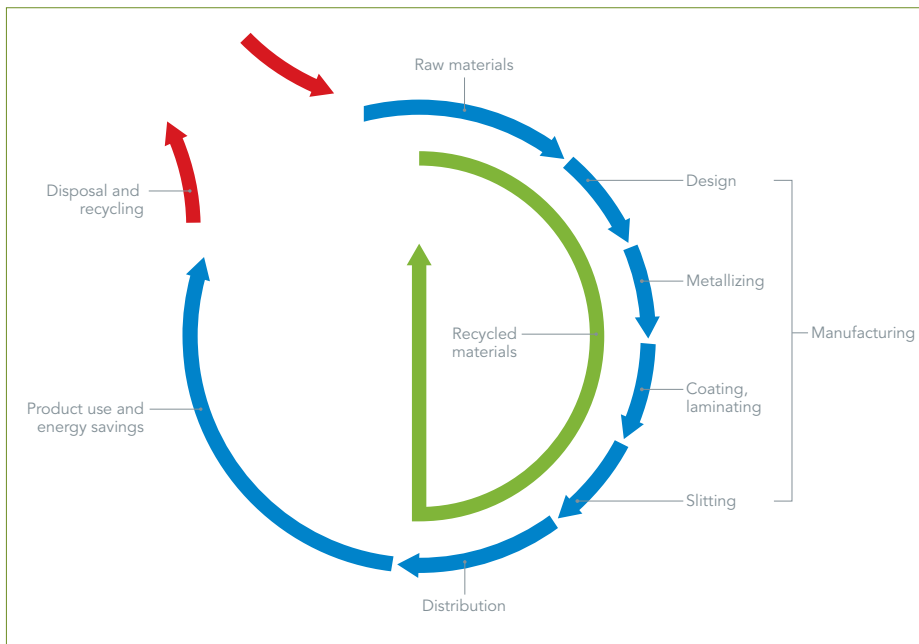 Raw materials
Design
Metallizing
Coating,
laminating
Slitting
Manufacturing
Distribution
Product use and
energy savings
Disposal and
recycling
Recycled
materials